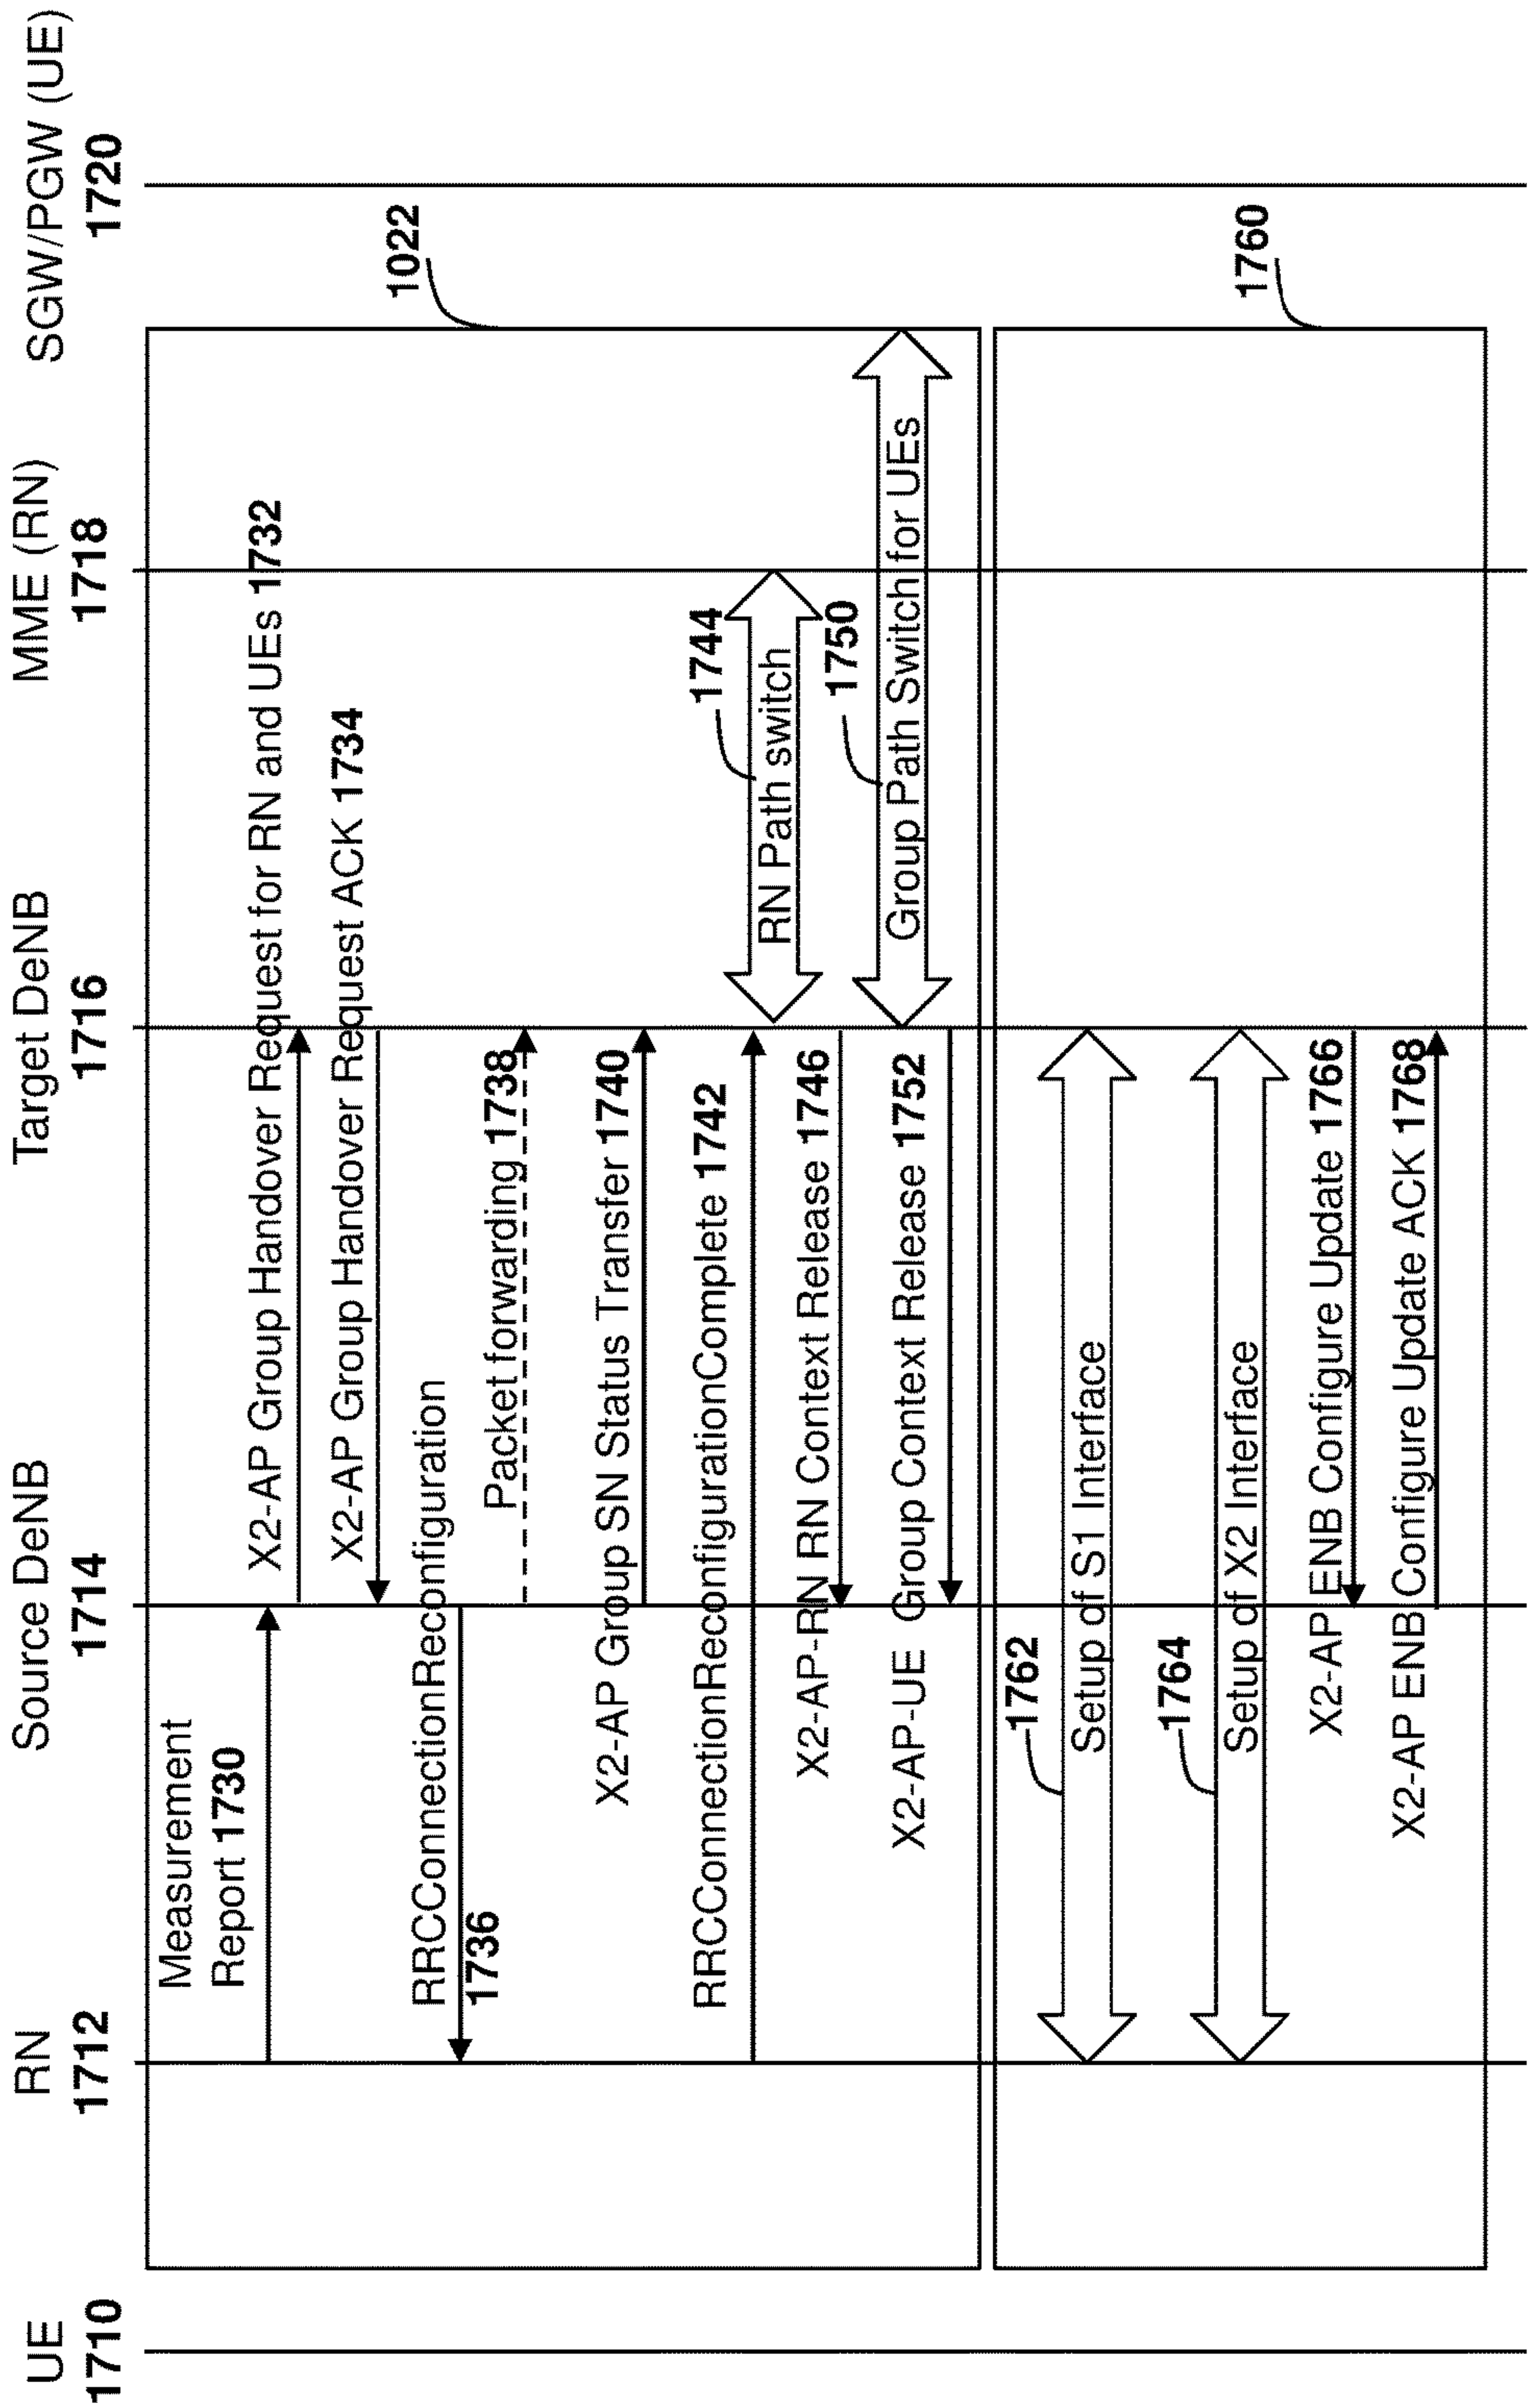 UE
1710
RN
1712
Source DeNB
1714
Target DeNB
1716
MME (RN)
1718
SGW/PGW (UE)
1720
1022
Measurement
Report 1730
X2-AP Group Handover Request for RN and UEs 1732
X2-AP Group Handover Request ACK 1734
RRCConnectionReconfiguration
1736
Packet forwarding 1738
X2-AP Group SN Status Transfer 1740
RRCConnectionReconfigurationComplete 1742
1744
RN Path switch
X2-AP-RN RN Context Release 1746
1750
Group Path Switch for UEs
X2-AP-UE Group Context Release 1752
1760
1762
Setup of S1 Interface
1764
Setup of X2 Interface
X2-AP ENB Configure Update 1766
X2-AP ENB Configure Update ACK 1768